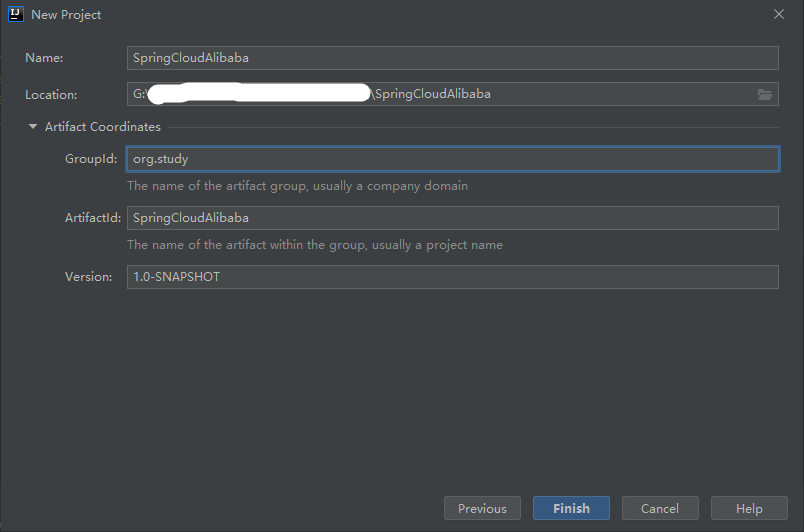 New Project
Name: SpringCloudAlibaba
Location: G:\ \SpringCloudAlibaba
Artifact Coordinates
GroupId: org.study
The name of the artifact group, usually a company domain
ArtifactId: SpringCloudAlibaba
The name of the artifact within the group, usually a project name
Version: 1.0-SNAPSHOT
Previous Finish Cancel Help